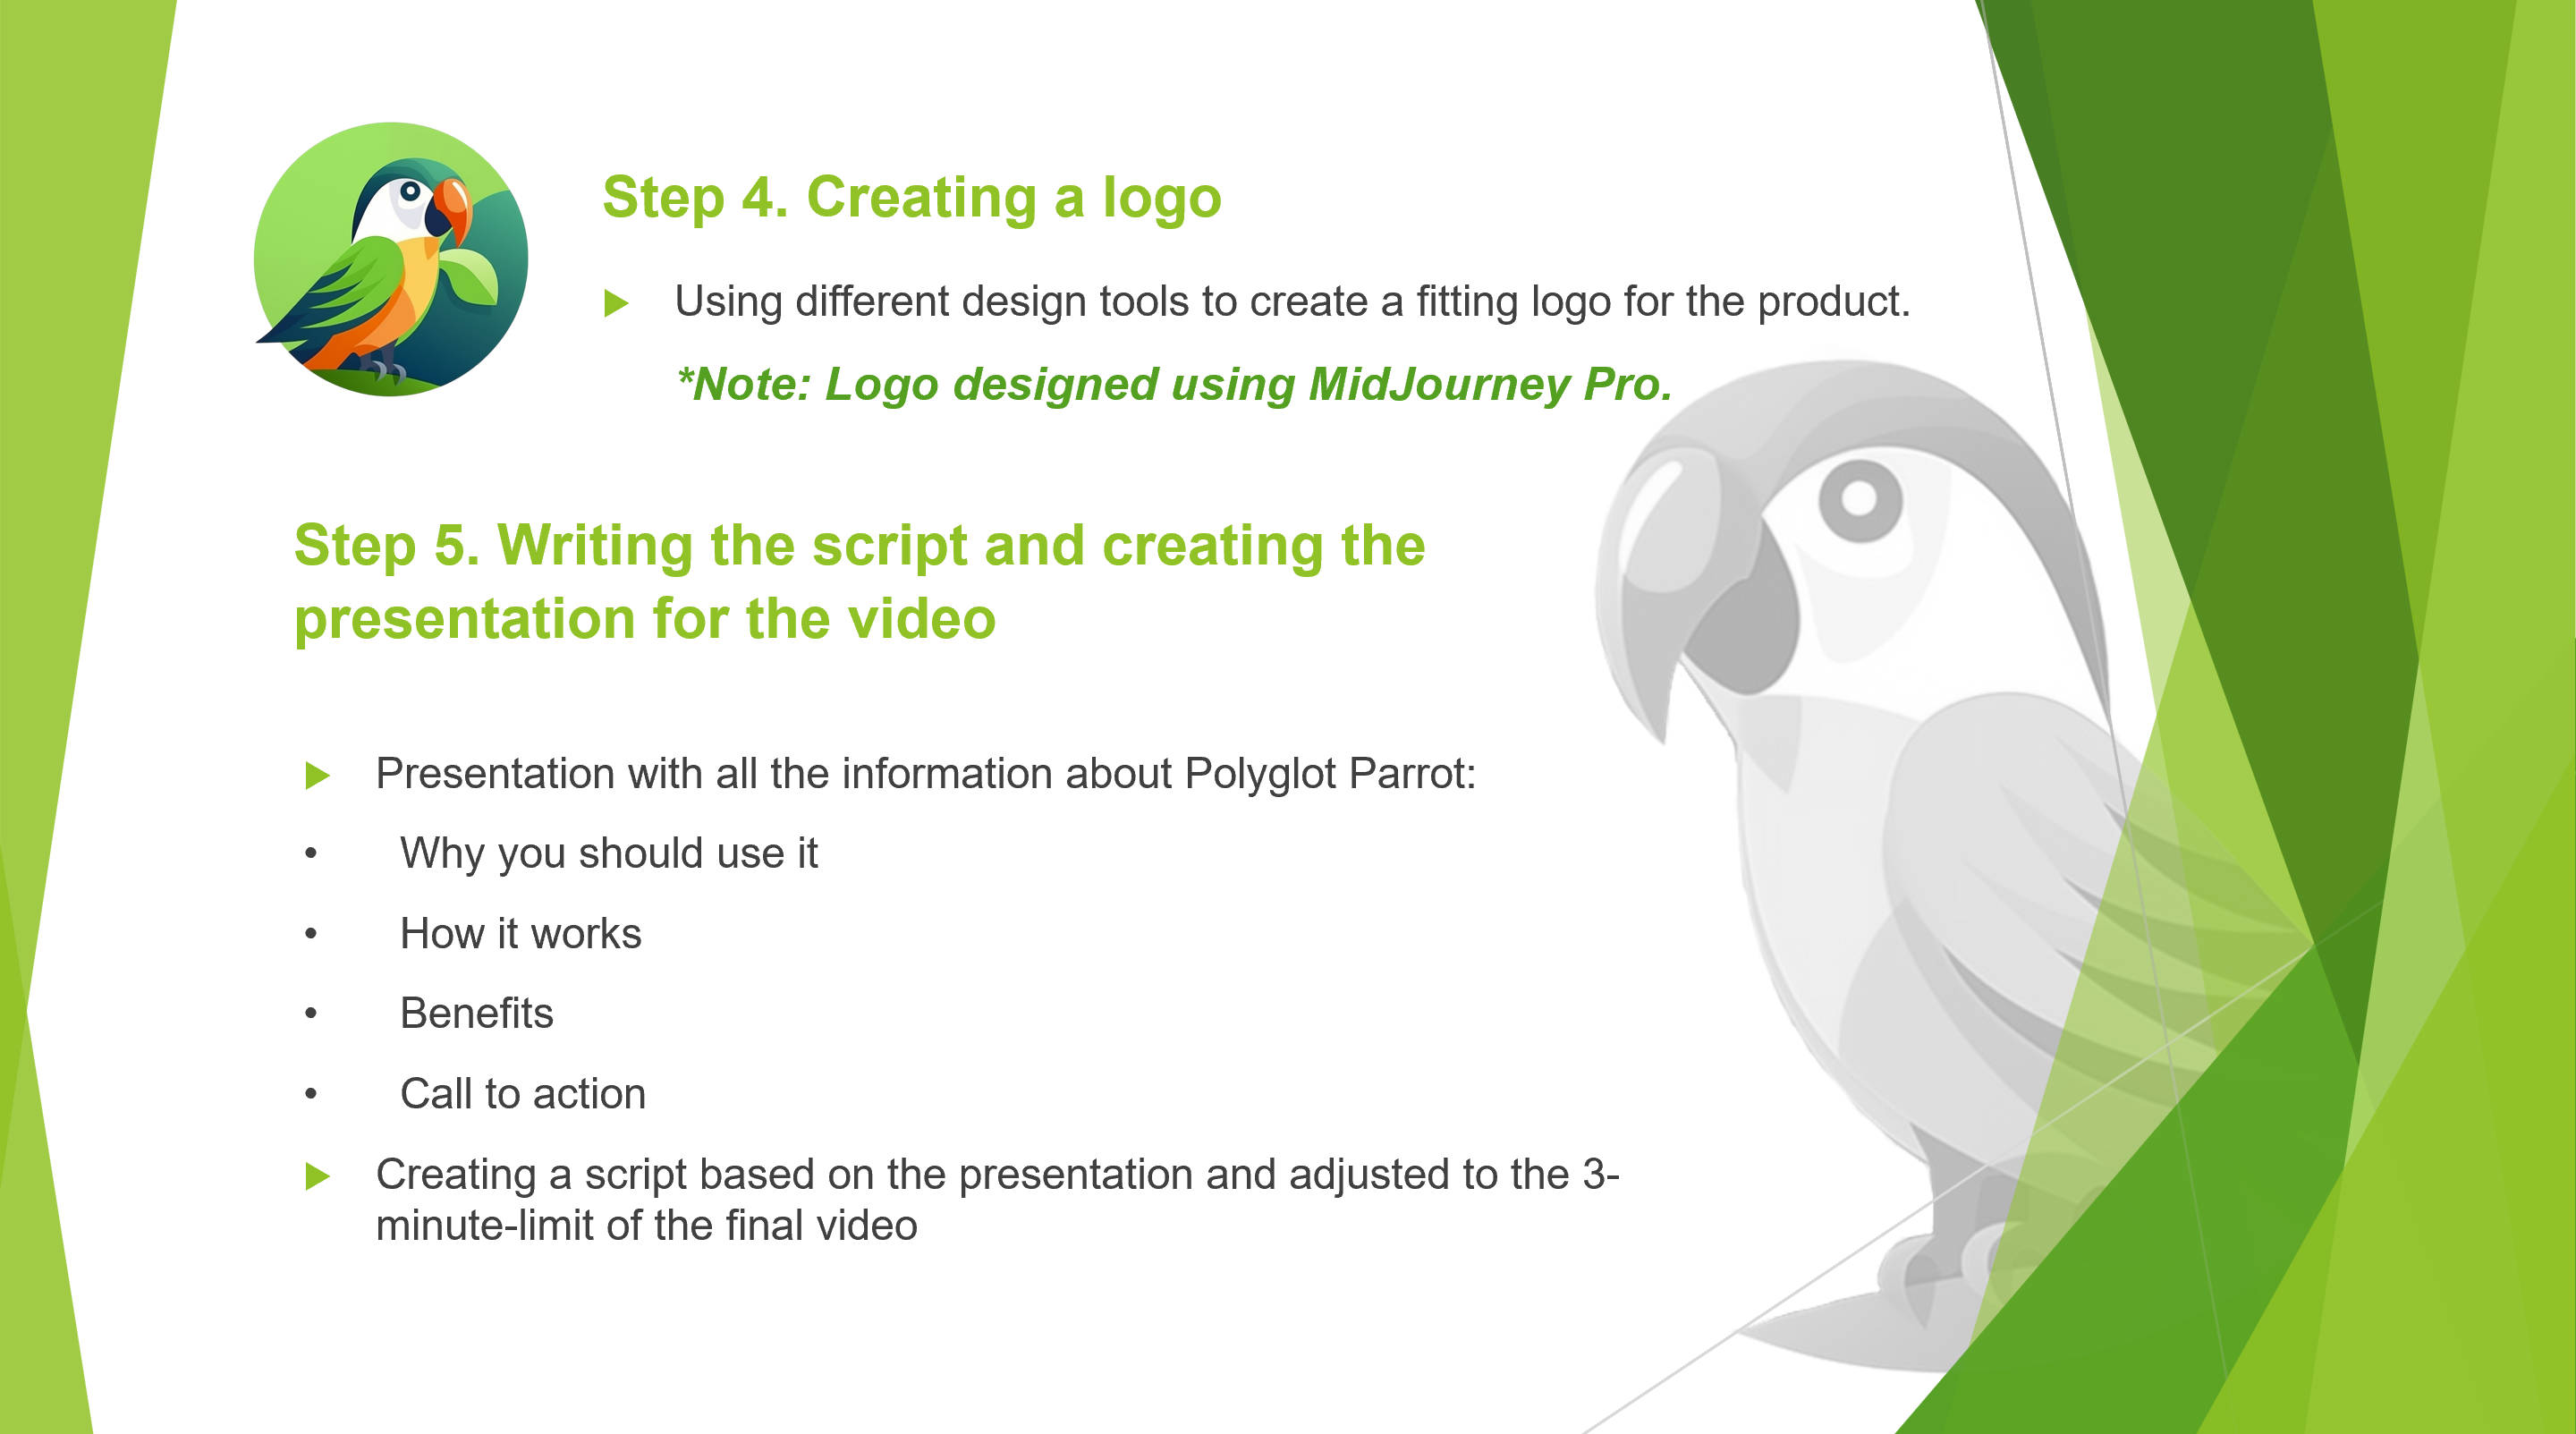 Step 4. Creating a logo
Using different design tools to create a fitting logo for the product.
*Note: Logo designed using MidJourney Pro.
Step 5. Writing the script and creating the
presentation for the video
Presentation with all the information about Polyglot Parrot:
• Why you should use it
• How it works
• Benefits
• Call to action
Creating a script based on the presentation and adjusted to the 3-
minute-limit of the final video